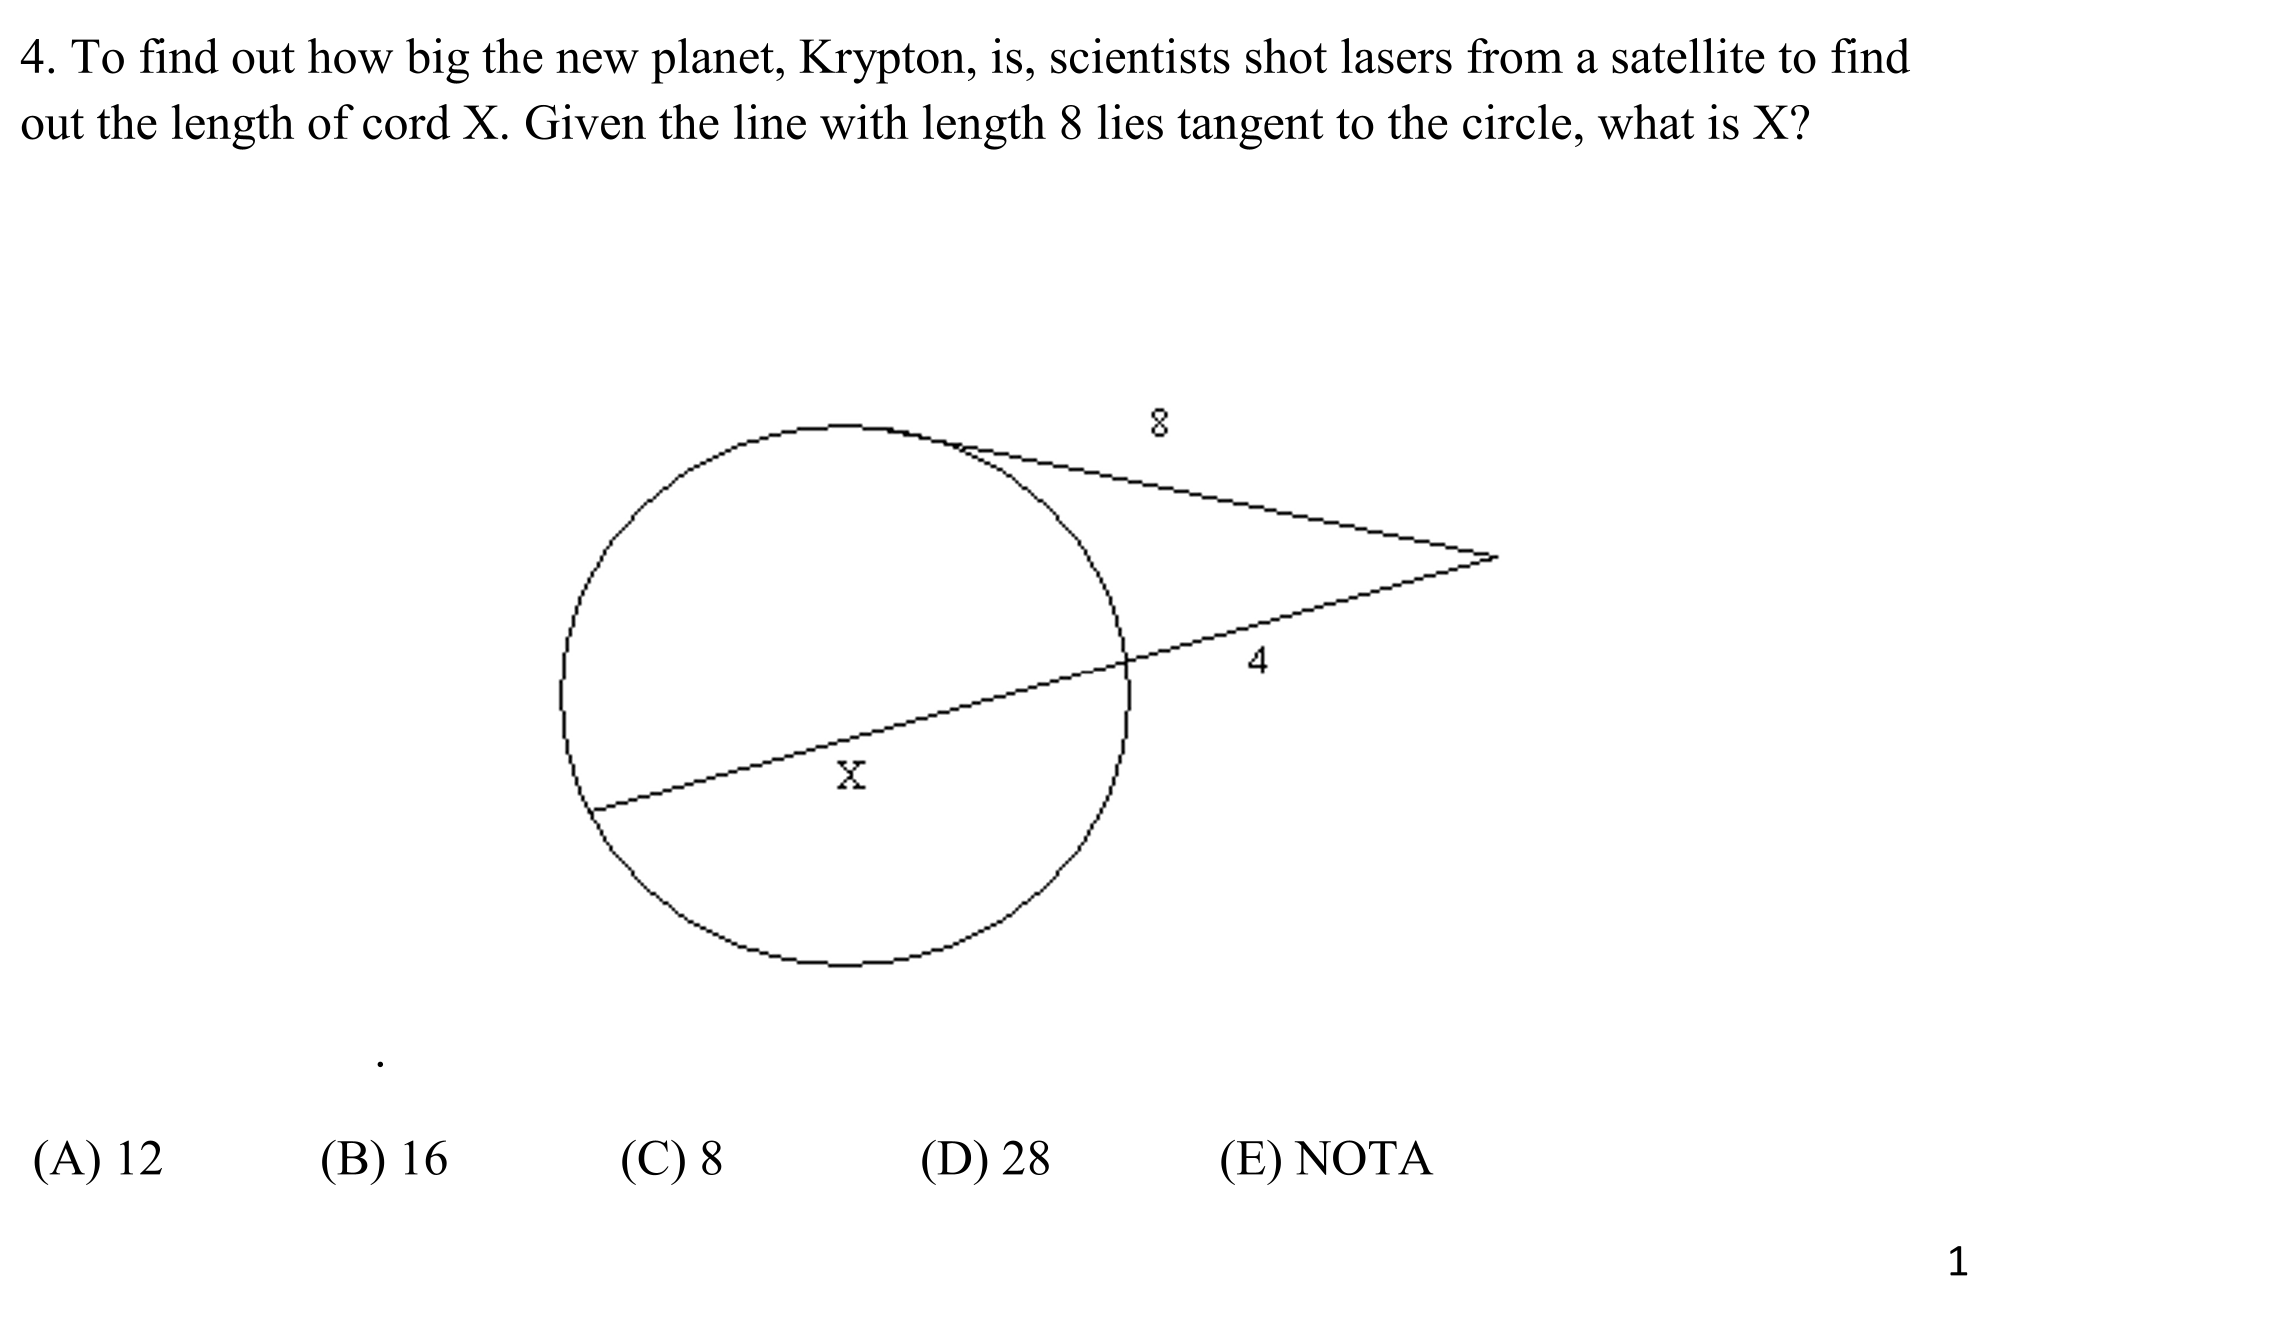 4. To find out how big the new planet, Krypton, is, scientists shot lasers from a satellite to find
out the length of cord X. Given the line with length 8 lies tangent to the circle, what is X?
8
4
X
.
(A) 12 (B) 16 (C) 8 (D) 28 (E) NOTA
1